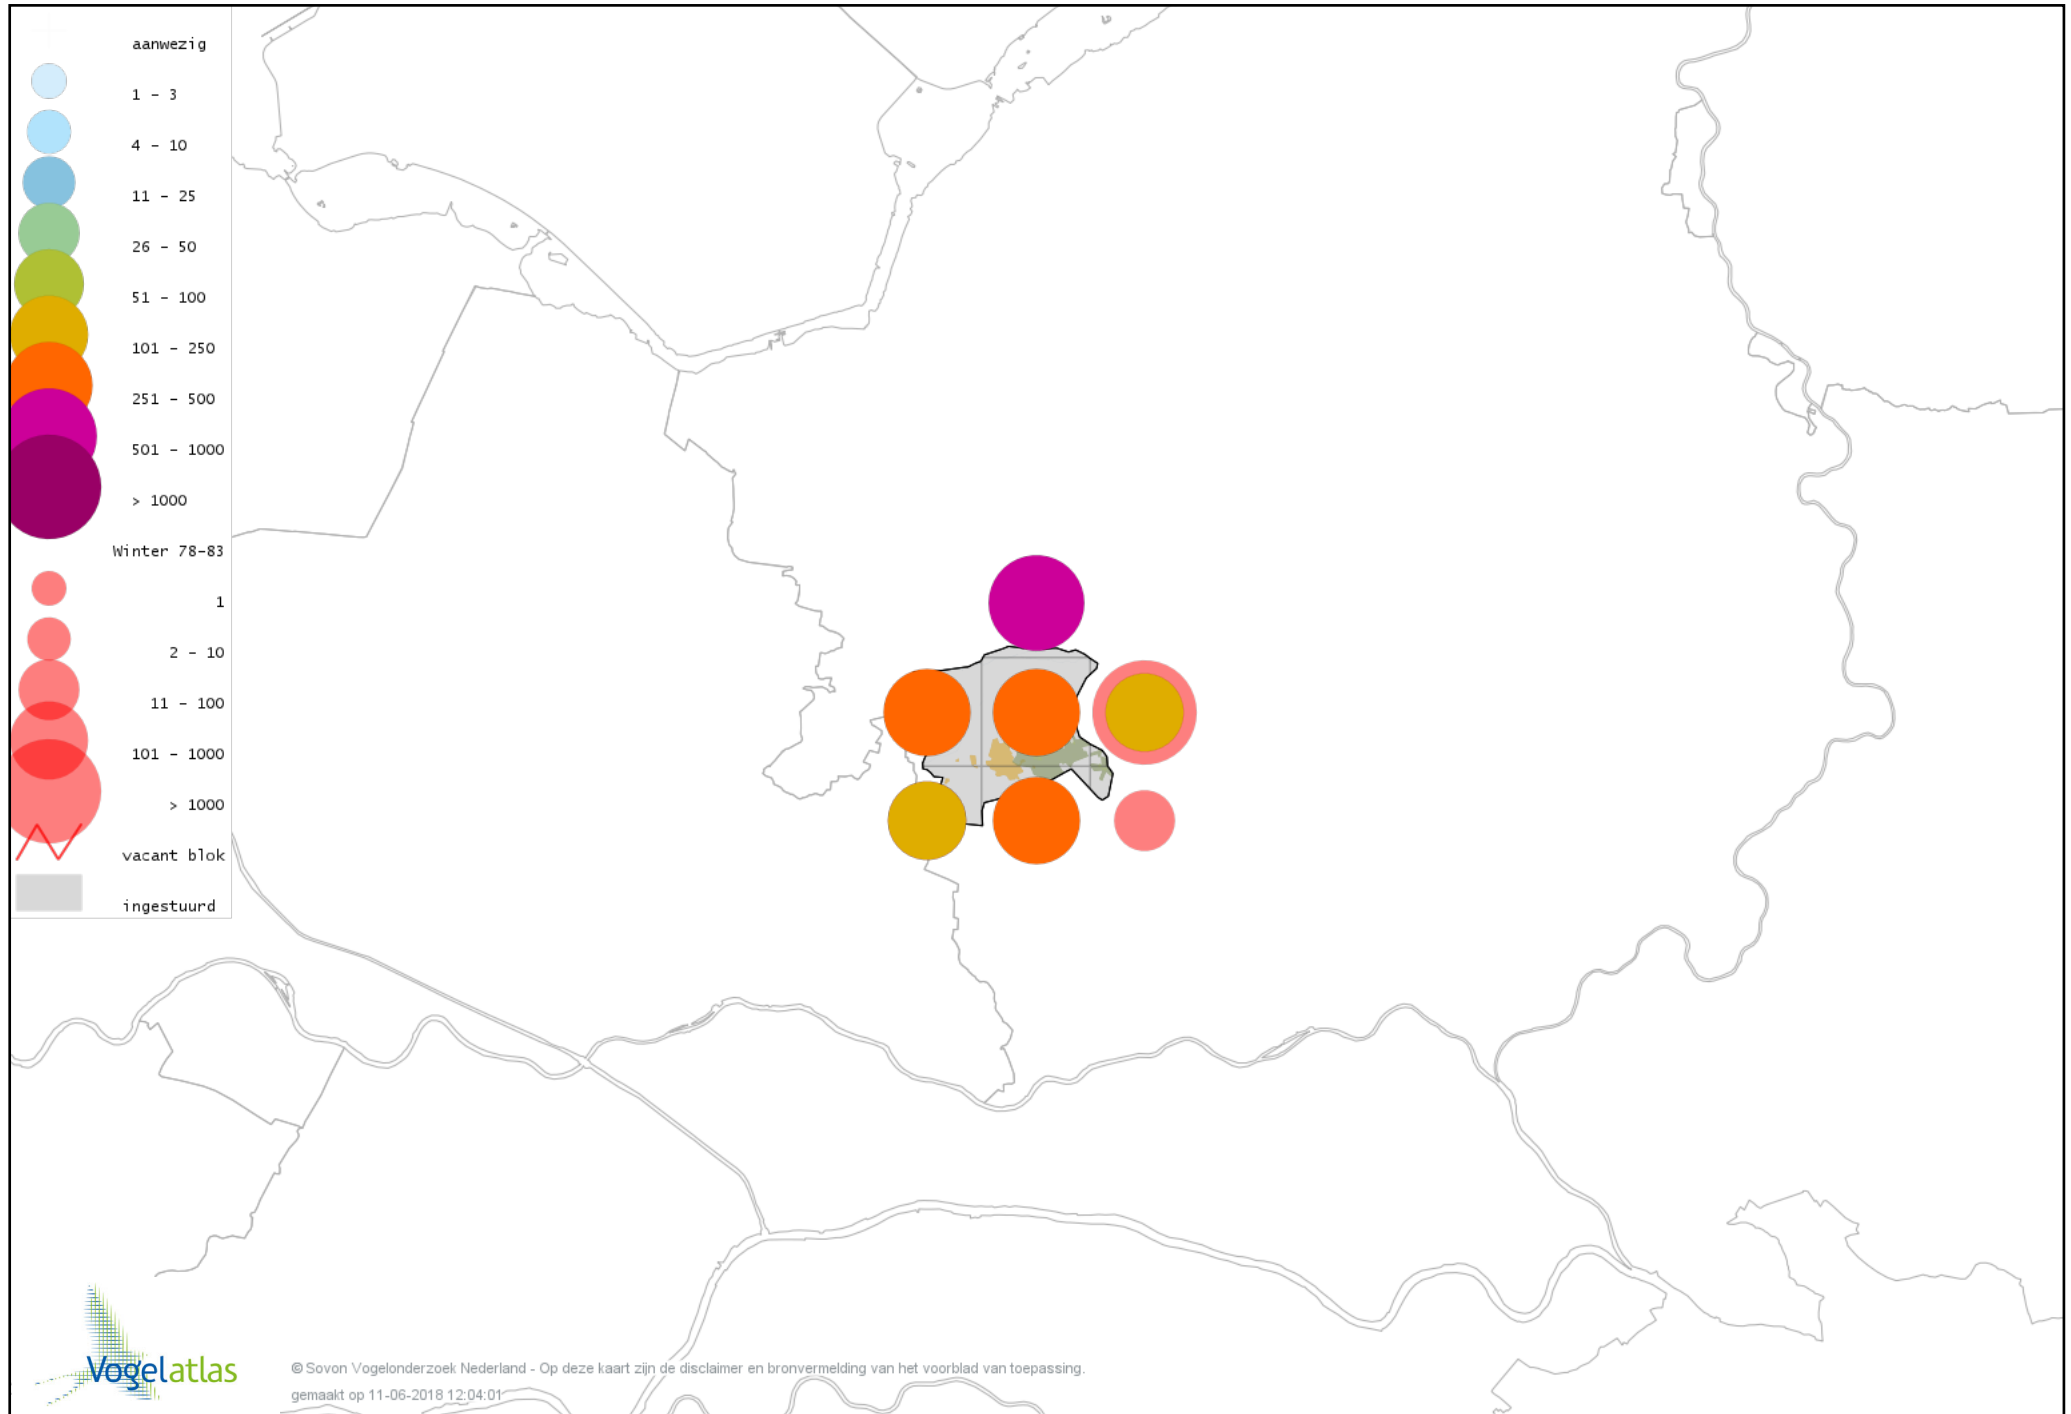 aanwezig
1 - 3
4 - 10
11 - 25
26 - 50
51 - 100
101 - 250
251 - 500
501 - 1000
> 1000
Winter 78-83
1
2 - 10
11 - 100
101 - 1000
> 1000
vacant blok
ingestuurd
Vogelatlas
© Sovon Vogelonderzoek Nederland - Op deze kaart zijn de disclaimer en bronvermelding van het voorblad van toepassing.
gemaakt op 11-06-2018 12:04:01